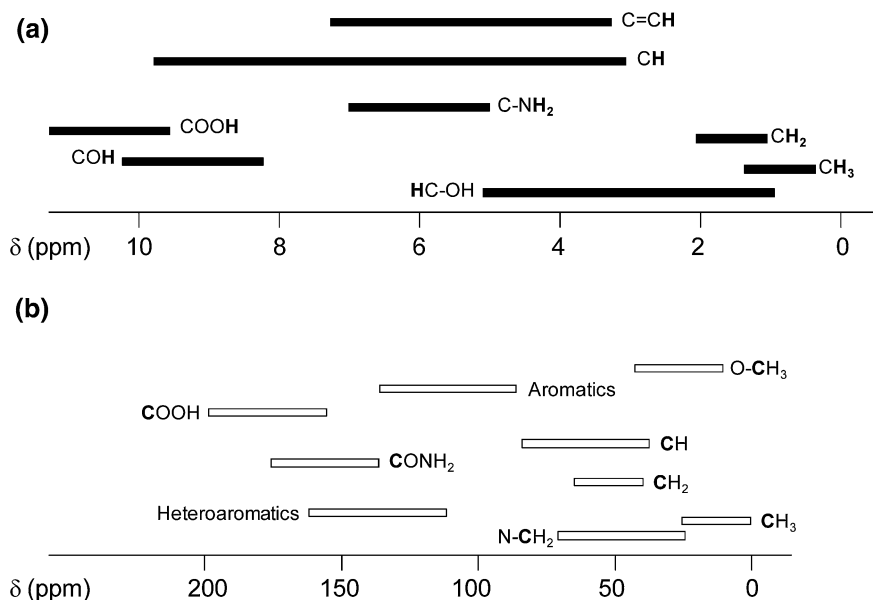 (a)
C=CH
CH
C-NH₂
COOH
CH₂
COH
CH₃
HC-OH
10 8 6 4 2 0
δ (ppm)
(b)
O-CH₃
Aromatics
COOH
CH
CONH₂
CH₂
Heteroaromatics
CH₃
N-CH₂
200 150 100 50 0
δ (ppm)